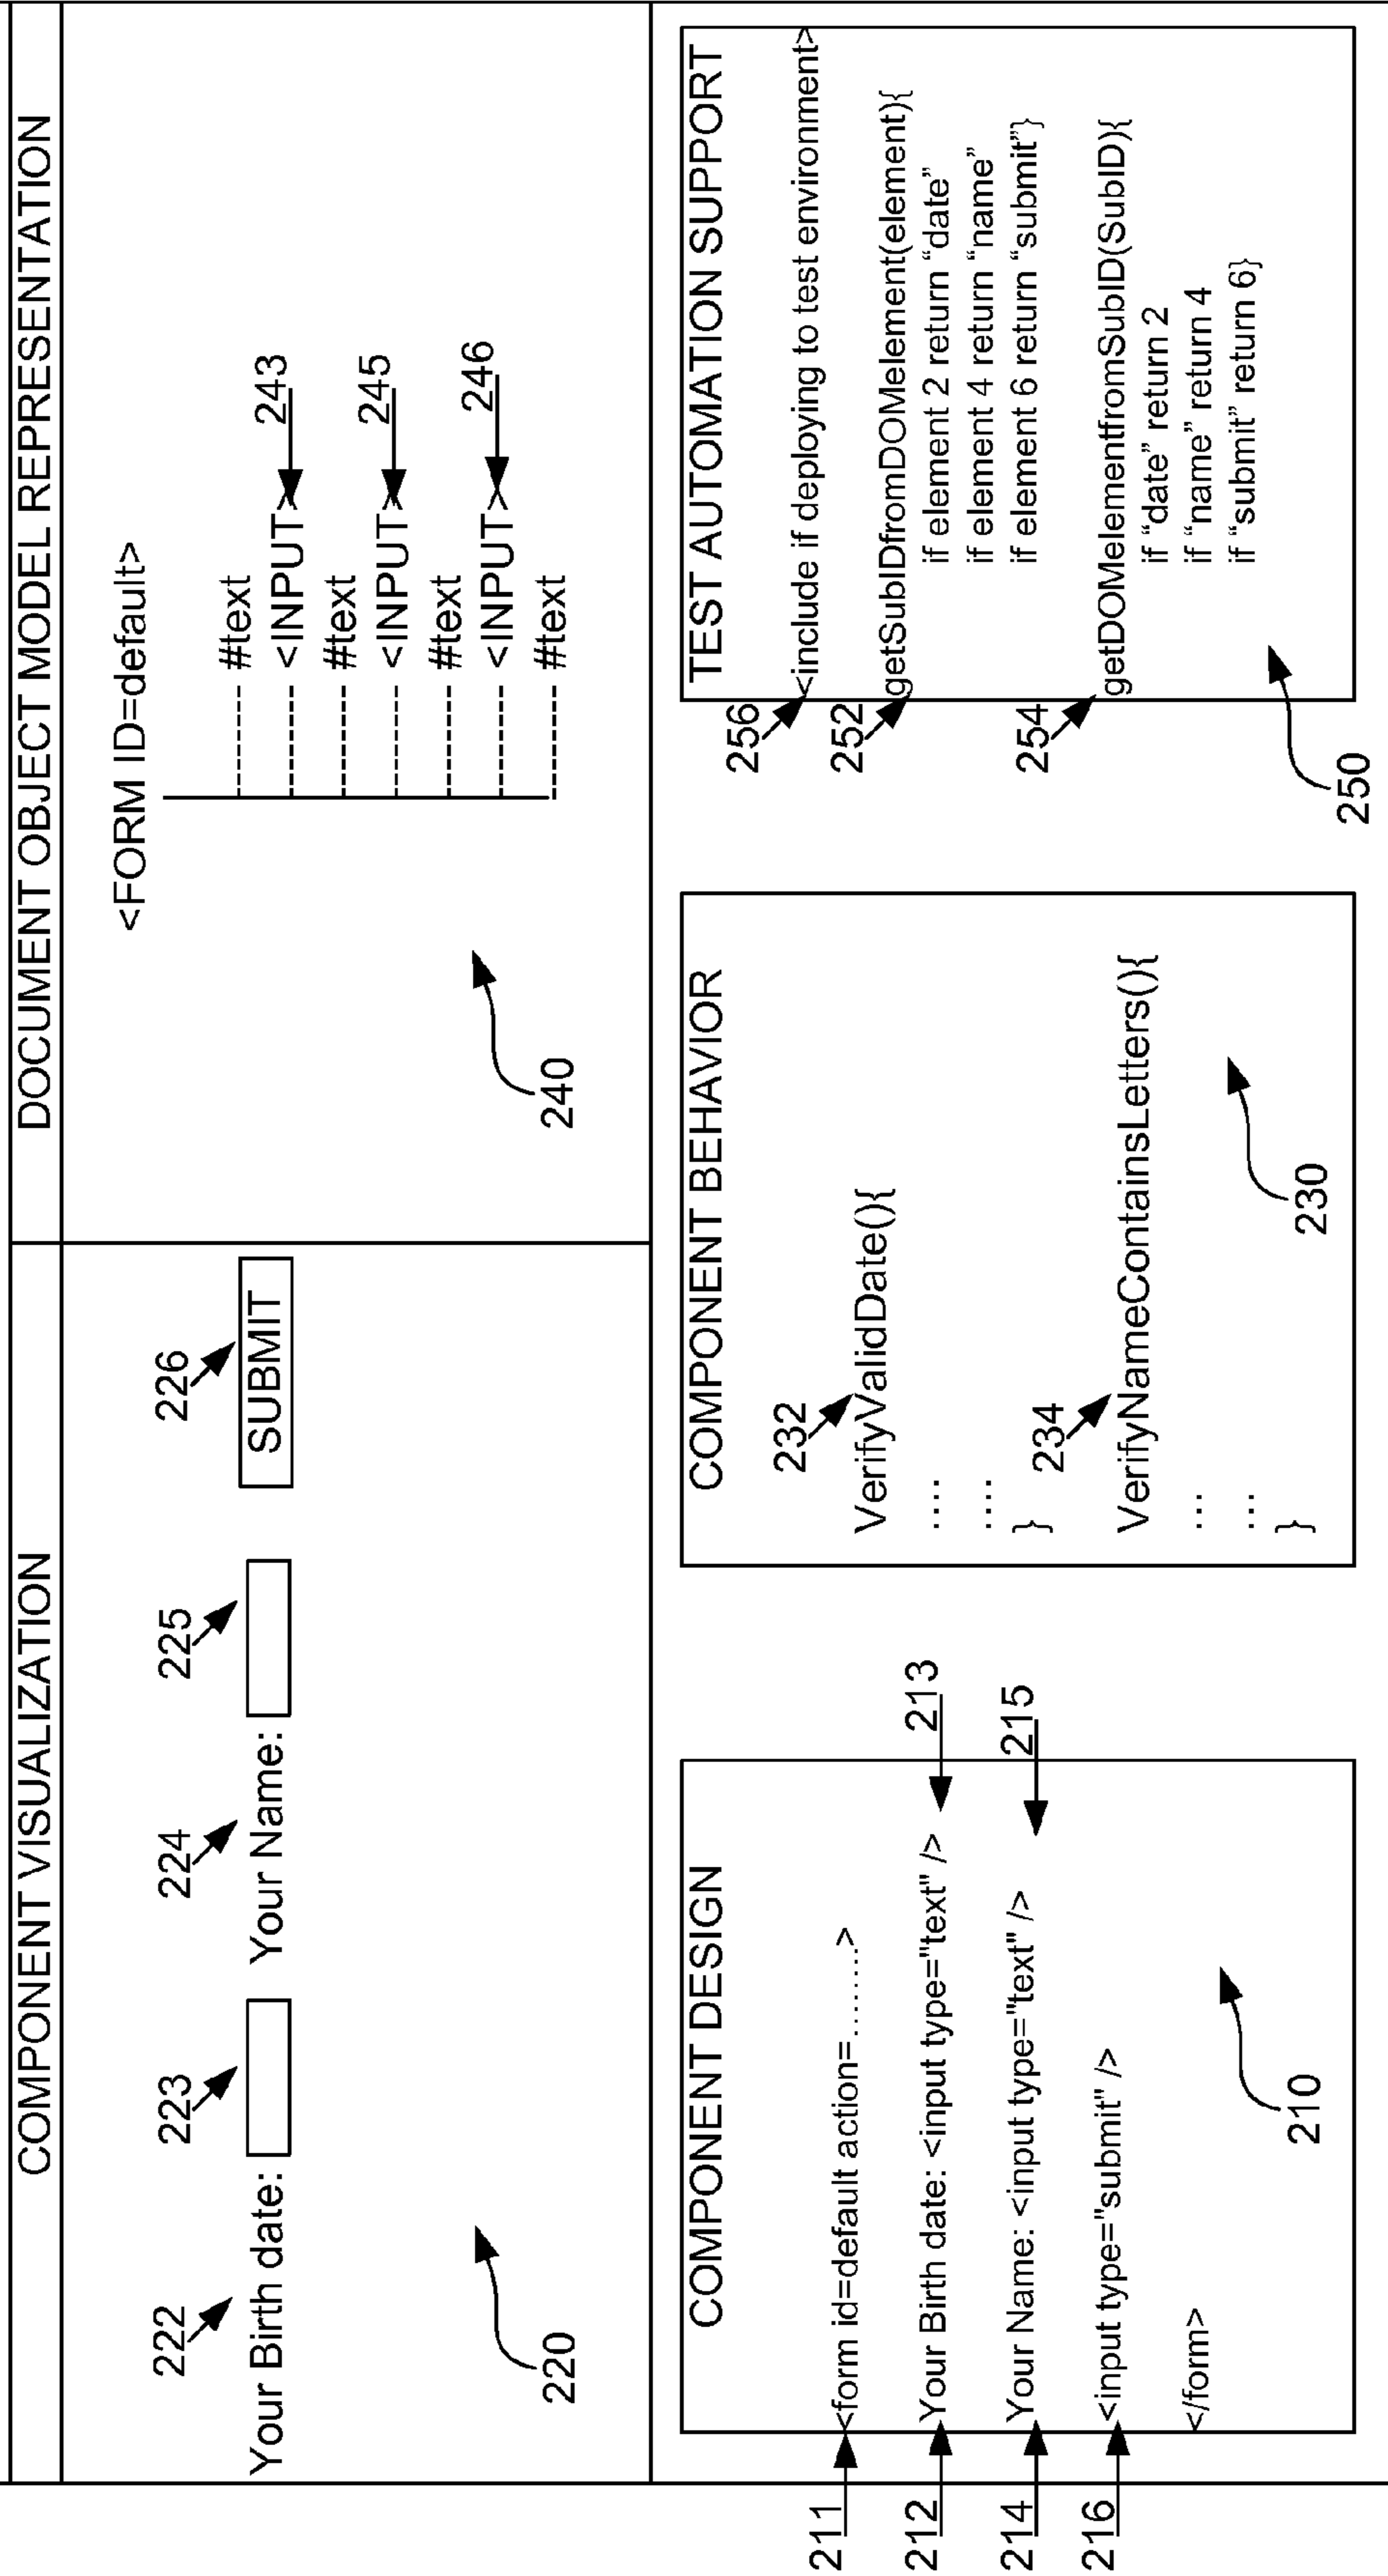 COMPONENT VISUALIZATION
222
223
224
225
226
Your Birth date:
Your Name:
SUBMIT
220
DOCUMENT OBJECT MODEL REPRESENTATION
<FORM ID=default>
#text
<INPUT>
243
#text
<INPUT>
245
#text
<INPUT>
246
#text
240
COMPONENT DESIGN
211
<form id=default action=........>
212
Your Birth date: <input type="text" />
213
214
Your Name: <input type="text" />
215
216
<input type="submit" />
</form>
210
COMPONENT BEHAVIOR
232
VerifyValidDate(){
....
....
}
234
VerifyNameContainsLetters(){
...
...
}
230
TEST AUTOMATION SUPPORT
256
<include if deploying to test environment>
252
getSubIDfromDOMelement(element){
if element 2 return “date”
if element 4 return “name”
if element 6 return “submit”}
254
getDOMelementfromSubID(SubID){
if “date” return 2
if “name” return 4
if “submit” return 6}
250